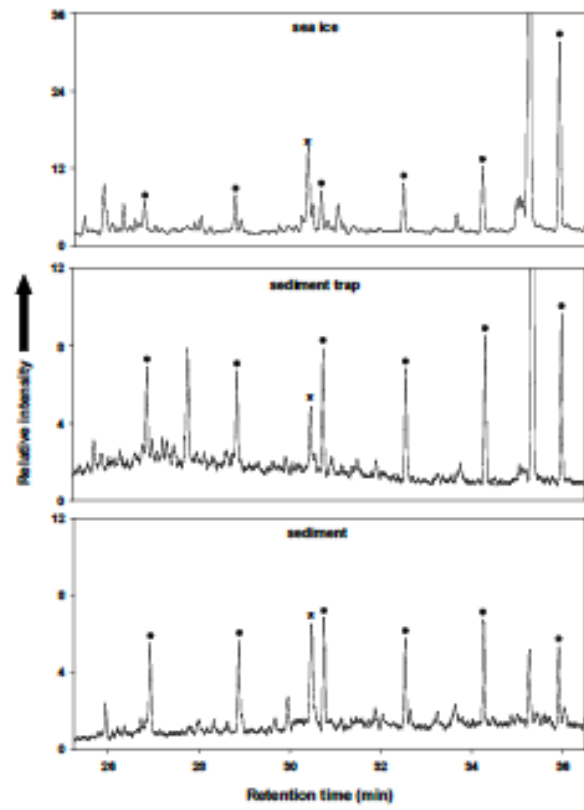 36
sea ice
24
12
0
12
sediment trap
8
4
0
Relative intensity
12
sediment
8
4
0
26 28 30 32 34 36
Retention time (min)